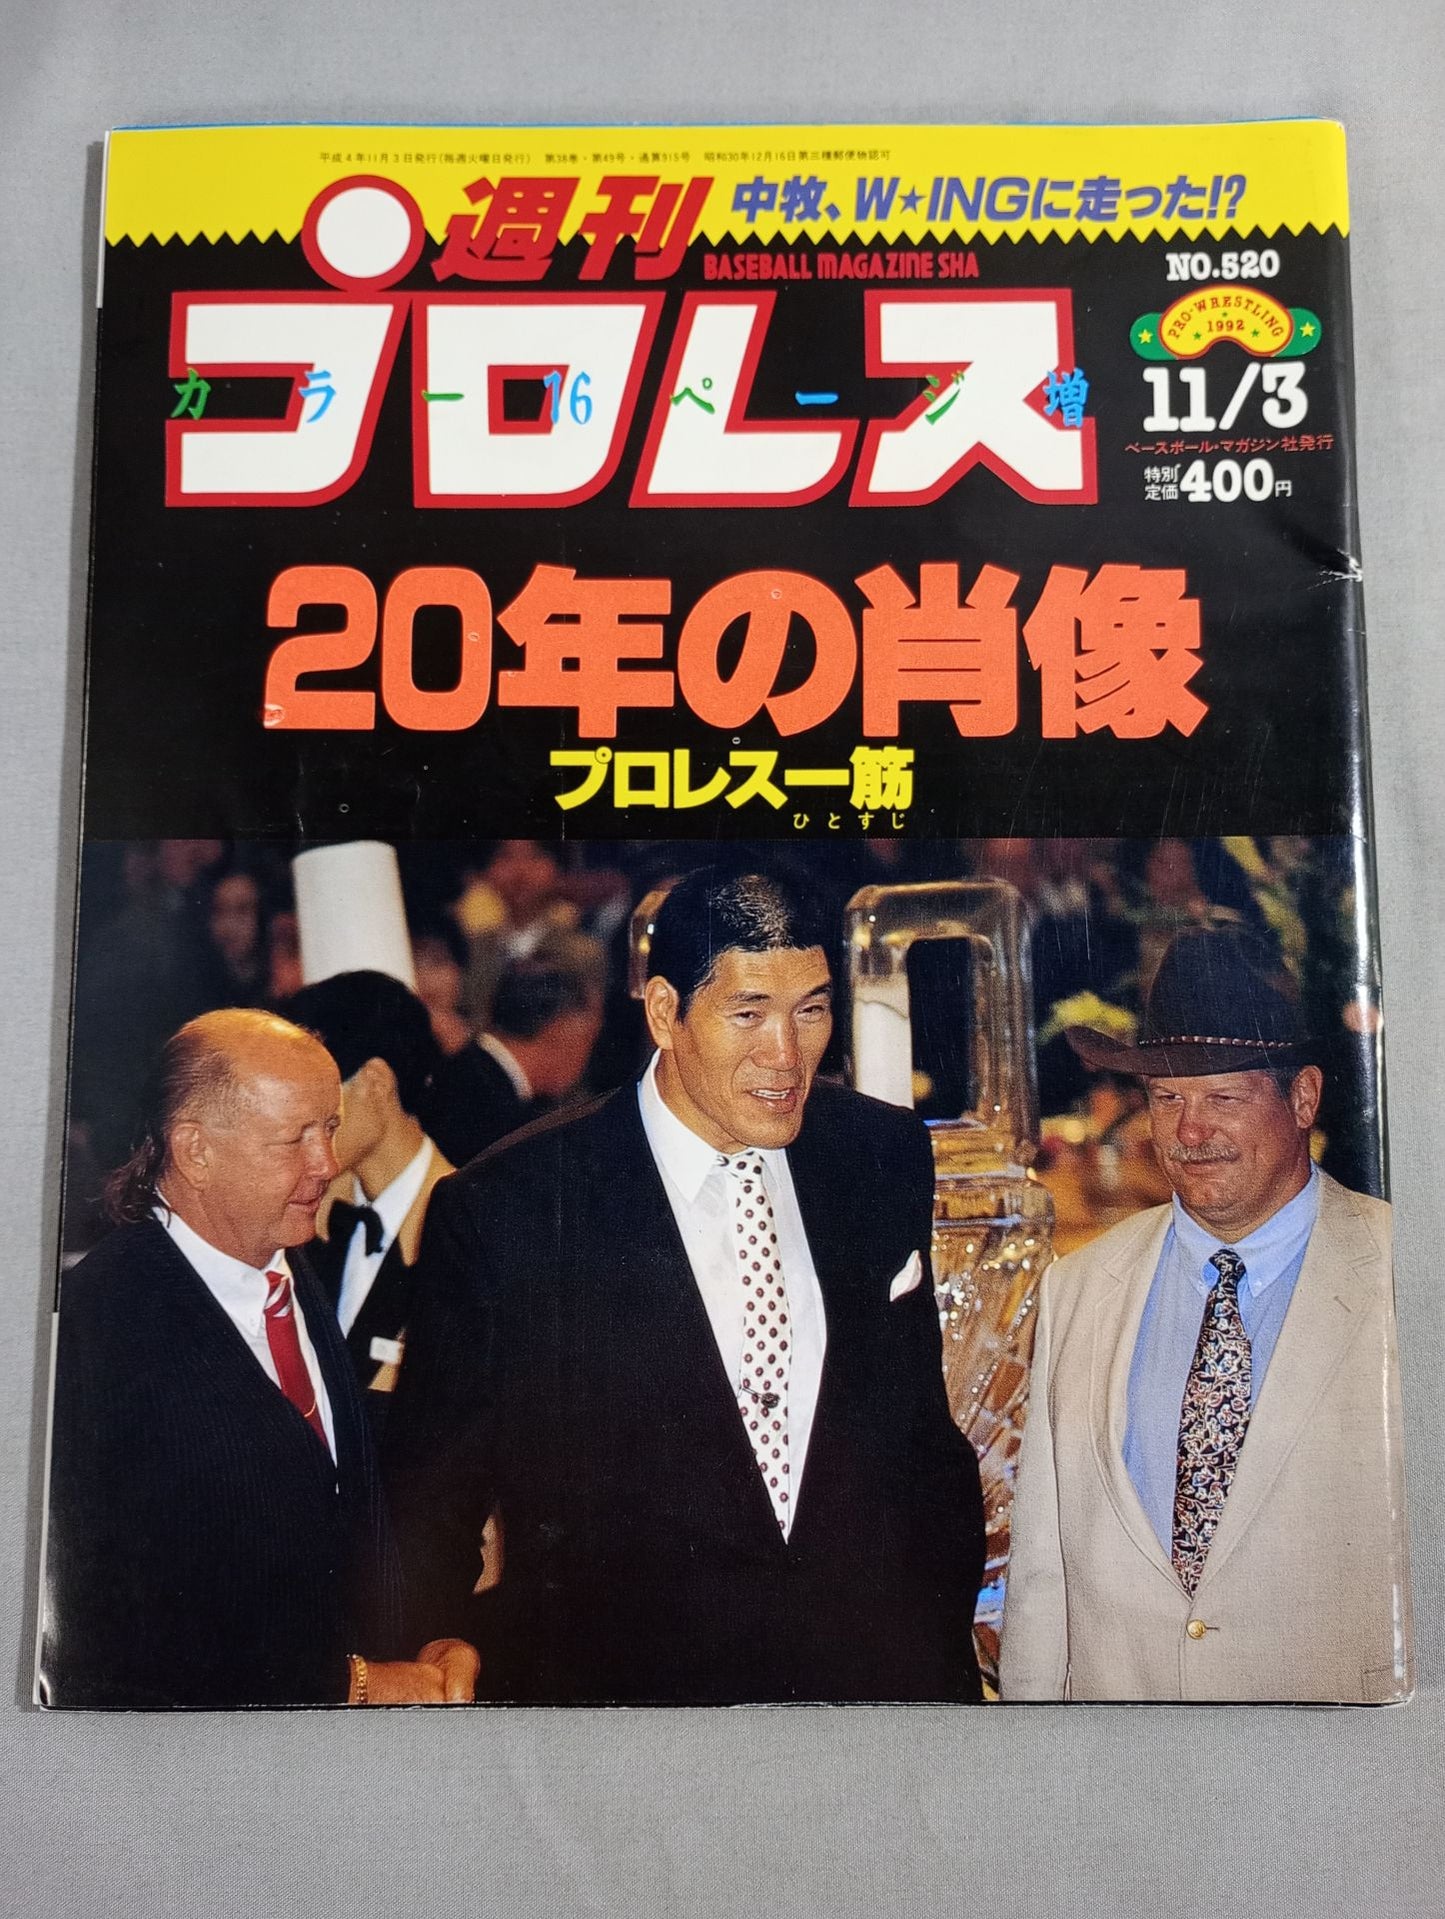 平成4年11月3日発行(毎週火曜日発行) 第38巻・第49号・通算915号 昭和30年12月16日第三種郵便物認可
中牧、W★INGに走った!?
週刊
BASEBALL MAGAZINE SHA
プロレス
NO.520
PRO-WRESTLING
1992
11/3
ベースボール・マガジン社発行
特別定価400円
カラー16ページ増
20年の肖像
プロレス一筋
ひとすじ